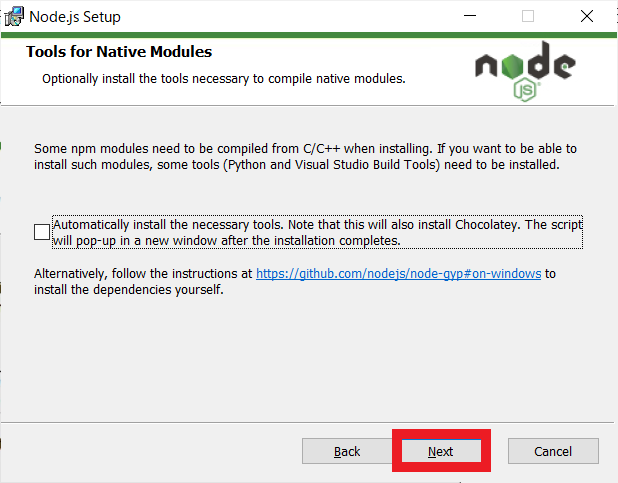 Node.js Setup
Tools for Native Modules
Optionally install the tools necessary to compile native modules.
node
JS
Some npm modules need to be compiled from C/C++ when installing. If you want to be able to
install such modules, some tools (Python and Visual Studio Build Tools) need to be installed.
Automatically install the necessary tools. Note that this will also install Chocolatey. The script
will pop-up in a new window after the installation completes.
Alternatively, follow the instructions at https://github.com/nodejs/node-gyp#on-windows to
install the dependencies yourself.
Back
Next
Cancel